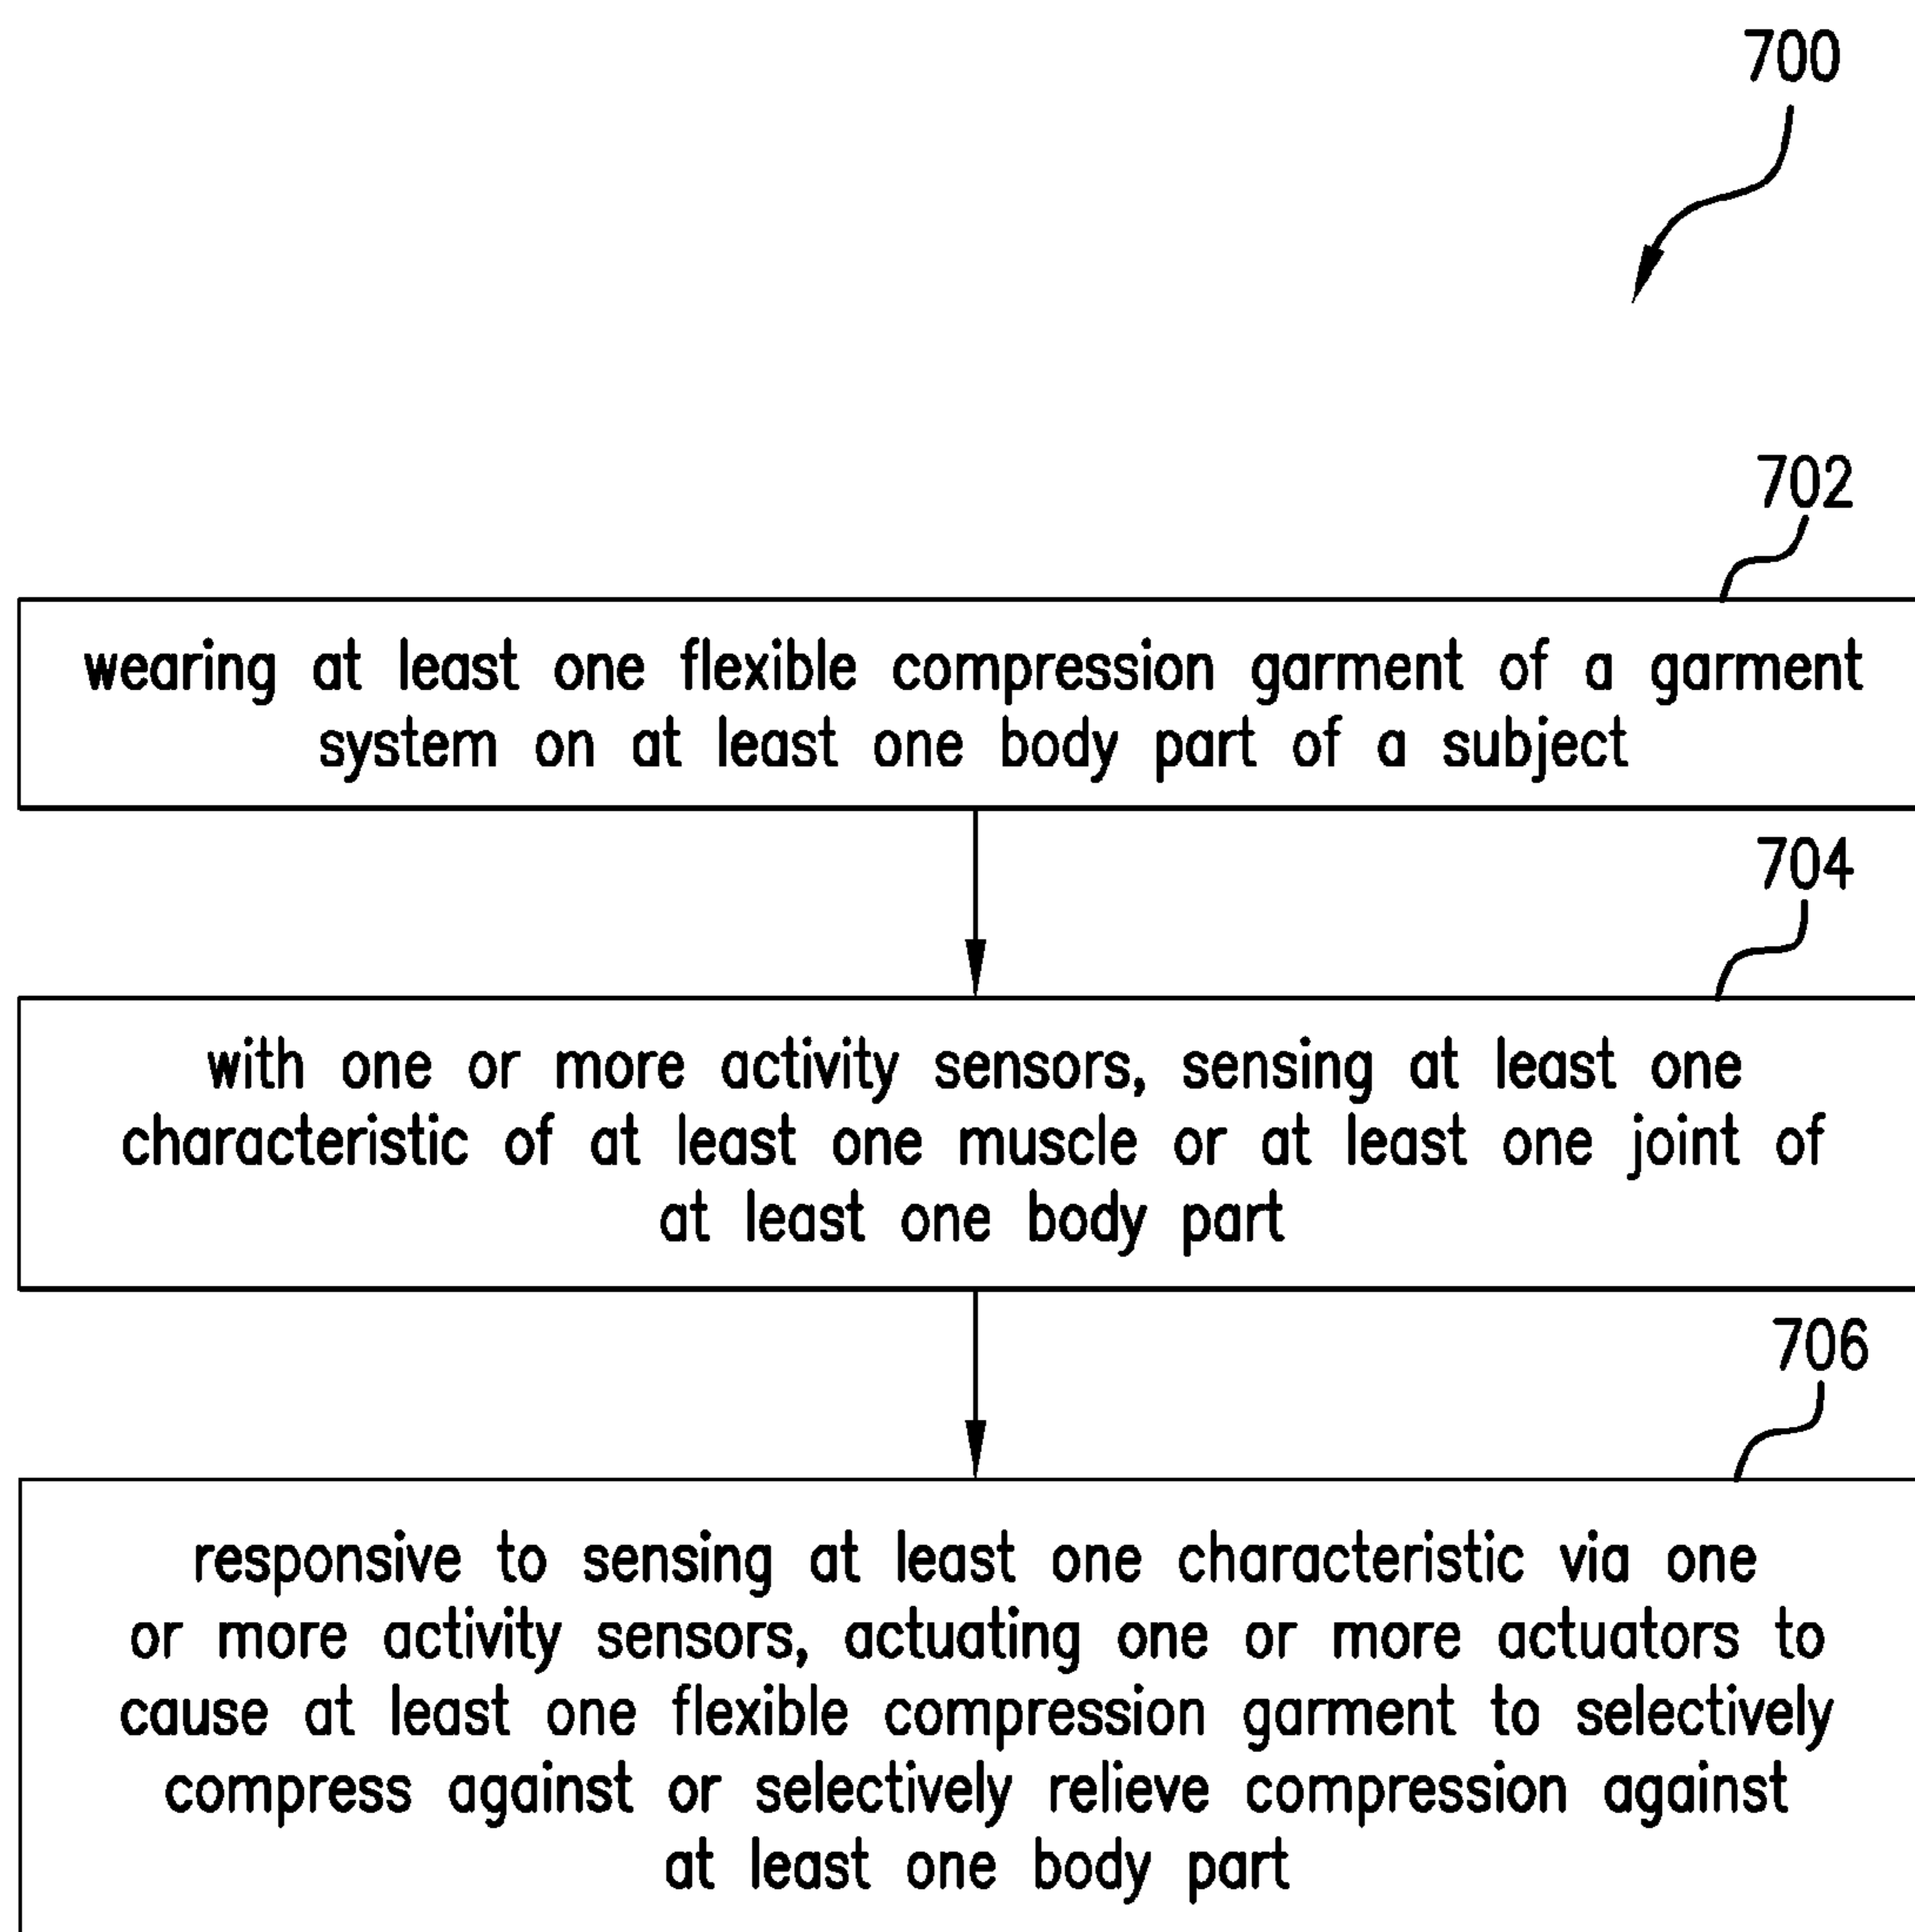 700
702
wearing at least one flexible compression garment of a garment
system on at least one body part of a subject
704
with one or more activity sensors, sensing at least one
characteristic of at least one muscle or at least one joint of
at least one body part
706
responsive to sensing at least one characteristic via one
or more activity sensors, actuating one or more actuators to
cause at least one flexible compression garment to selectively
compress against or selectively relieve compression against
at least one body part